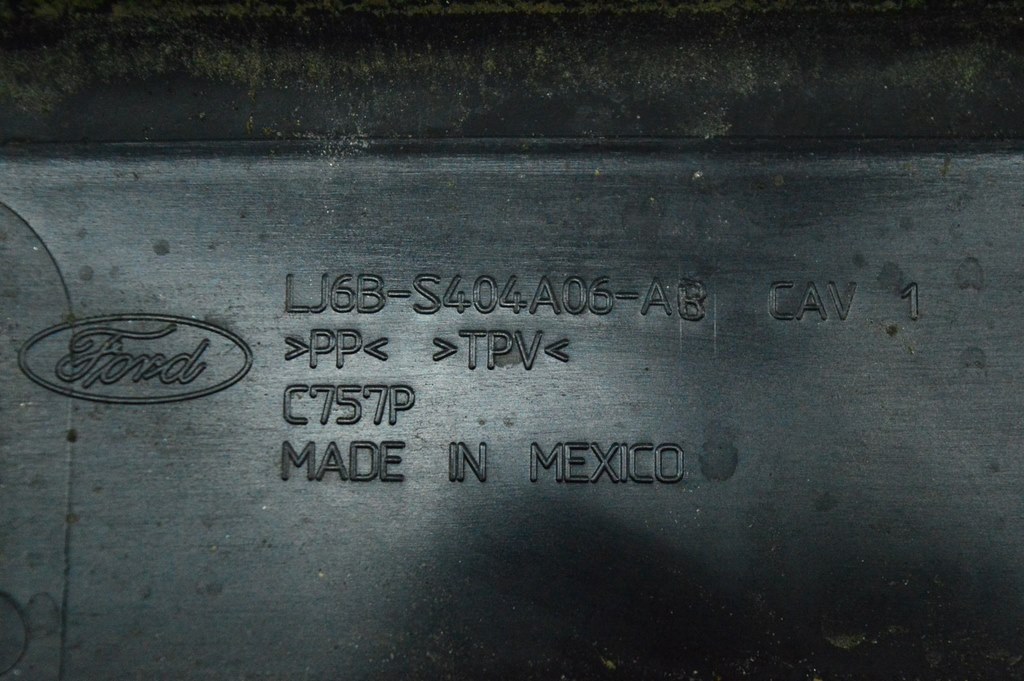 LJ6B-S404A06-AB CAV 1
Ford
>PP< >TPV<
C757P
MADE IN MEXICO